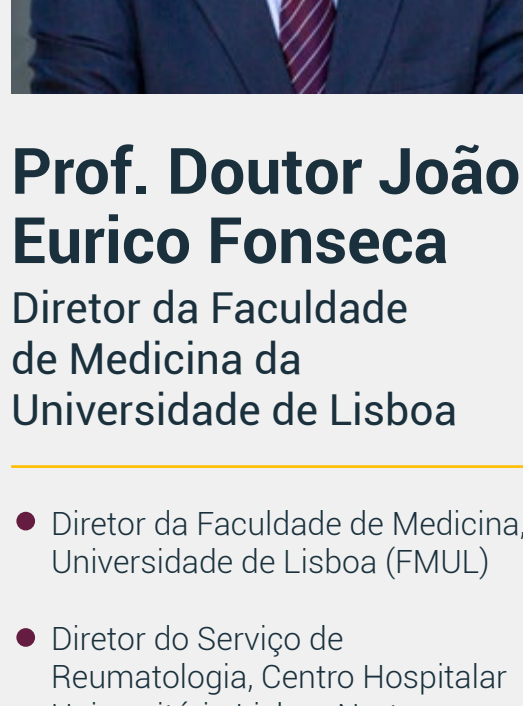 Prof. Doutor João
Eurico Fonseca
Diretor da Faculdade
de Medicina da
Universidade de Lisboa
Diretor da Faculdade de Medicina,
Universidade de Lisboa (FMUL)
Diretor do Serviço de
Reumatologia, Centro Hospitalar